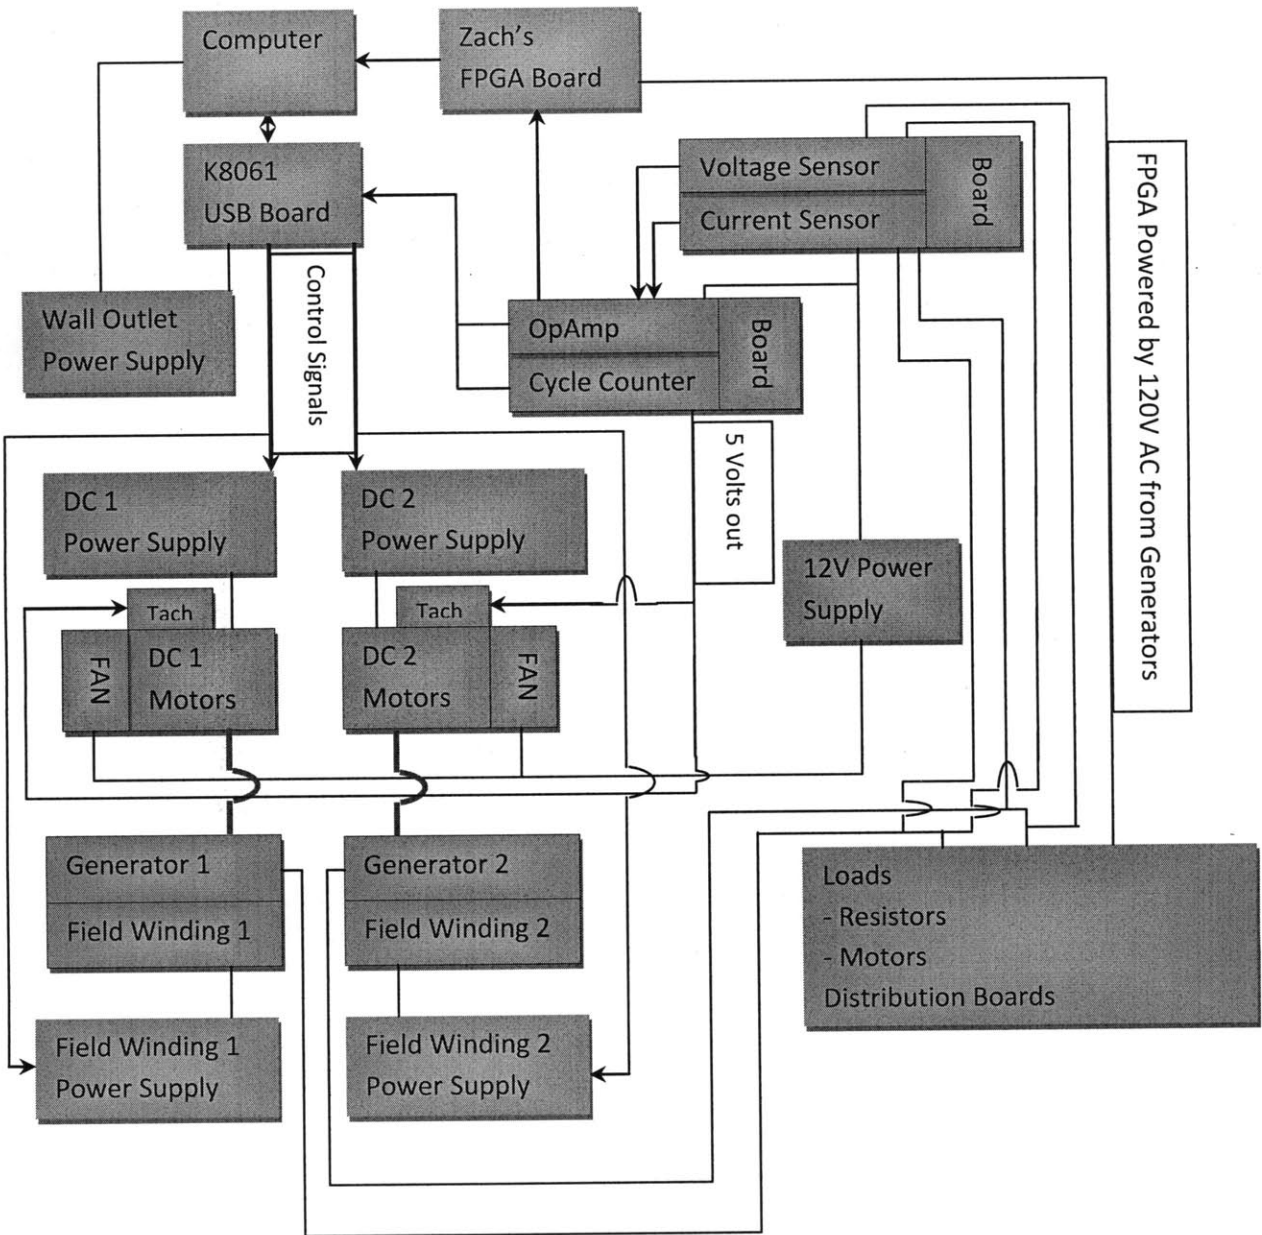 Computer
Zach's
FPGA Board
K8061
USB Board
Voltage Sensor
Current Sensor
Board
FPGA Powered by 120V AC from Generators
Wall Outlet
Power Supply
Control Signals
OpAmp
Cycle Counter
Board
5 Volts out
DC 1
Power Supply
DC 2
Power Supply
12V Power
Supply
Tach
FAN
DC 1
Motors
Tach
DC 2
Motors
FAN
Generator 1
Field Winding 1
Generator 2
Field Winding 2
Loads
- Resistors
- Motors
Distribution Boards
Field Winding 1
Power Supply
Field Winding 2
Power Supply